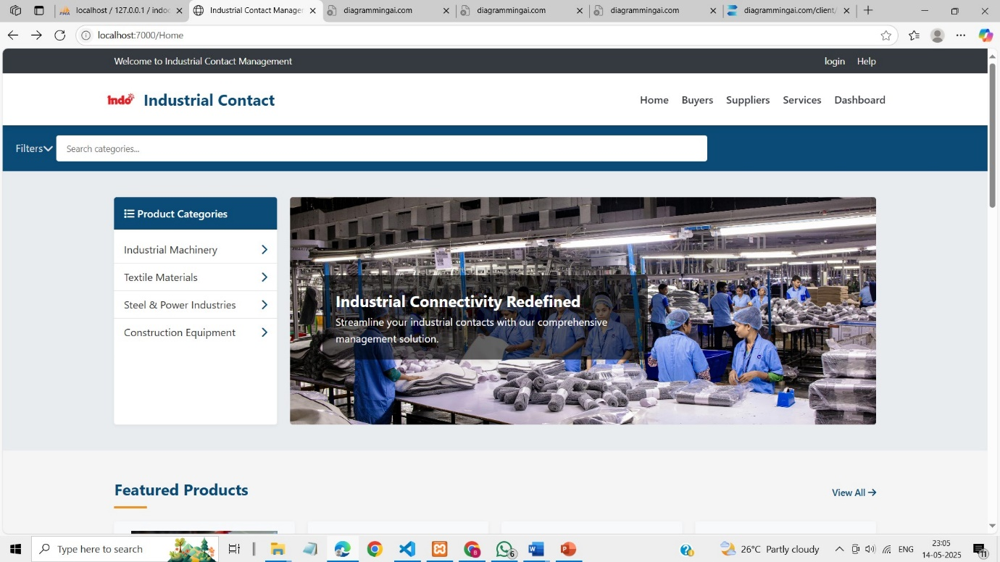 localhost / 127.0.0.1 / indoc
Industrial Contact Manager
diagrammingai.com
diagrammingai.com
diagrammingai.com
diagrammingai.com/client/
localhost:7000/Home
Welcome to Industrial Contact Management
login
Help
Indo
Industrial Contact
Home
Buyers
Suppliers
Services
Dashboard
Filters
Search categories...
Product Categories
Industrial Machinery
Textile Materials
Steel & Power Industries
Construction Equipment
Industrial Connectivity Redefined
Streamline your industrial contacts with our comprehensive
management solution.
Featured Products
View All
Type here to search
6
26°C Partly cloudy
ENG
23:05
14-05-2025
11